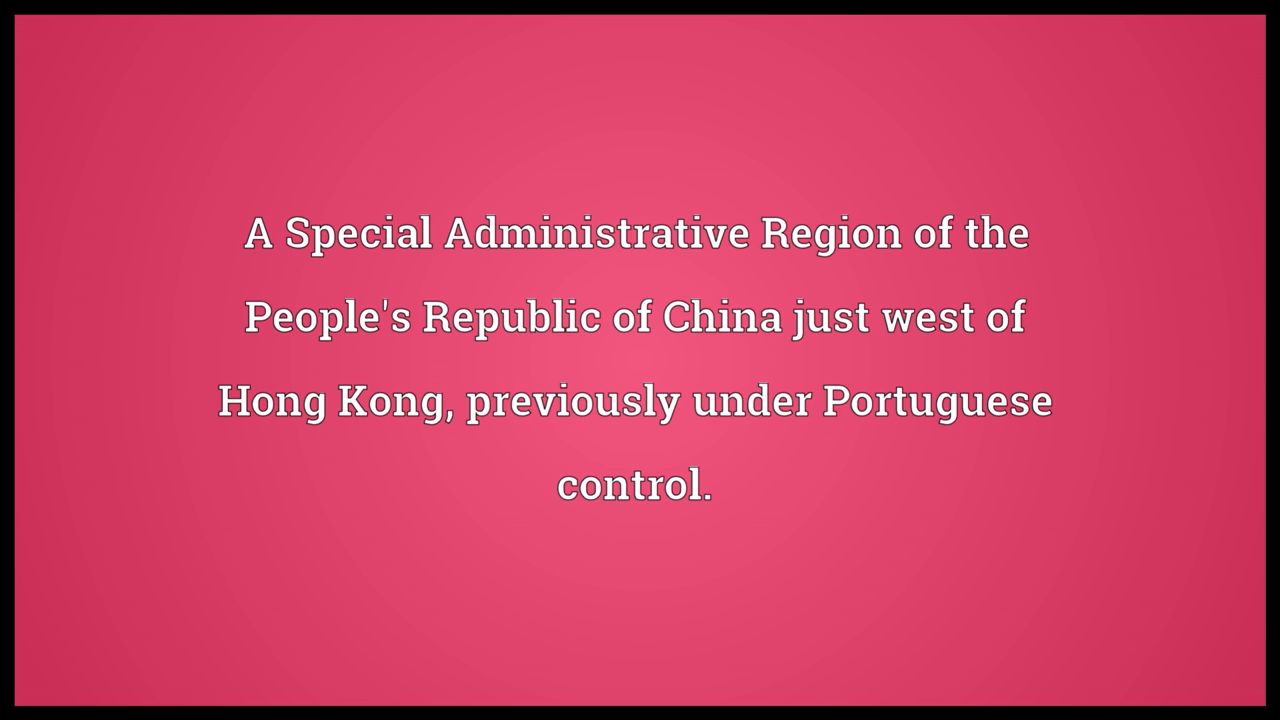 A Special Administrative Region of the
People's Republic of China just west of
Hong Kong, previously under Portuguese
control.